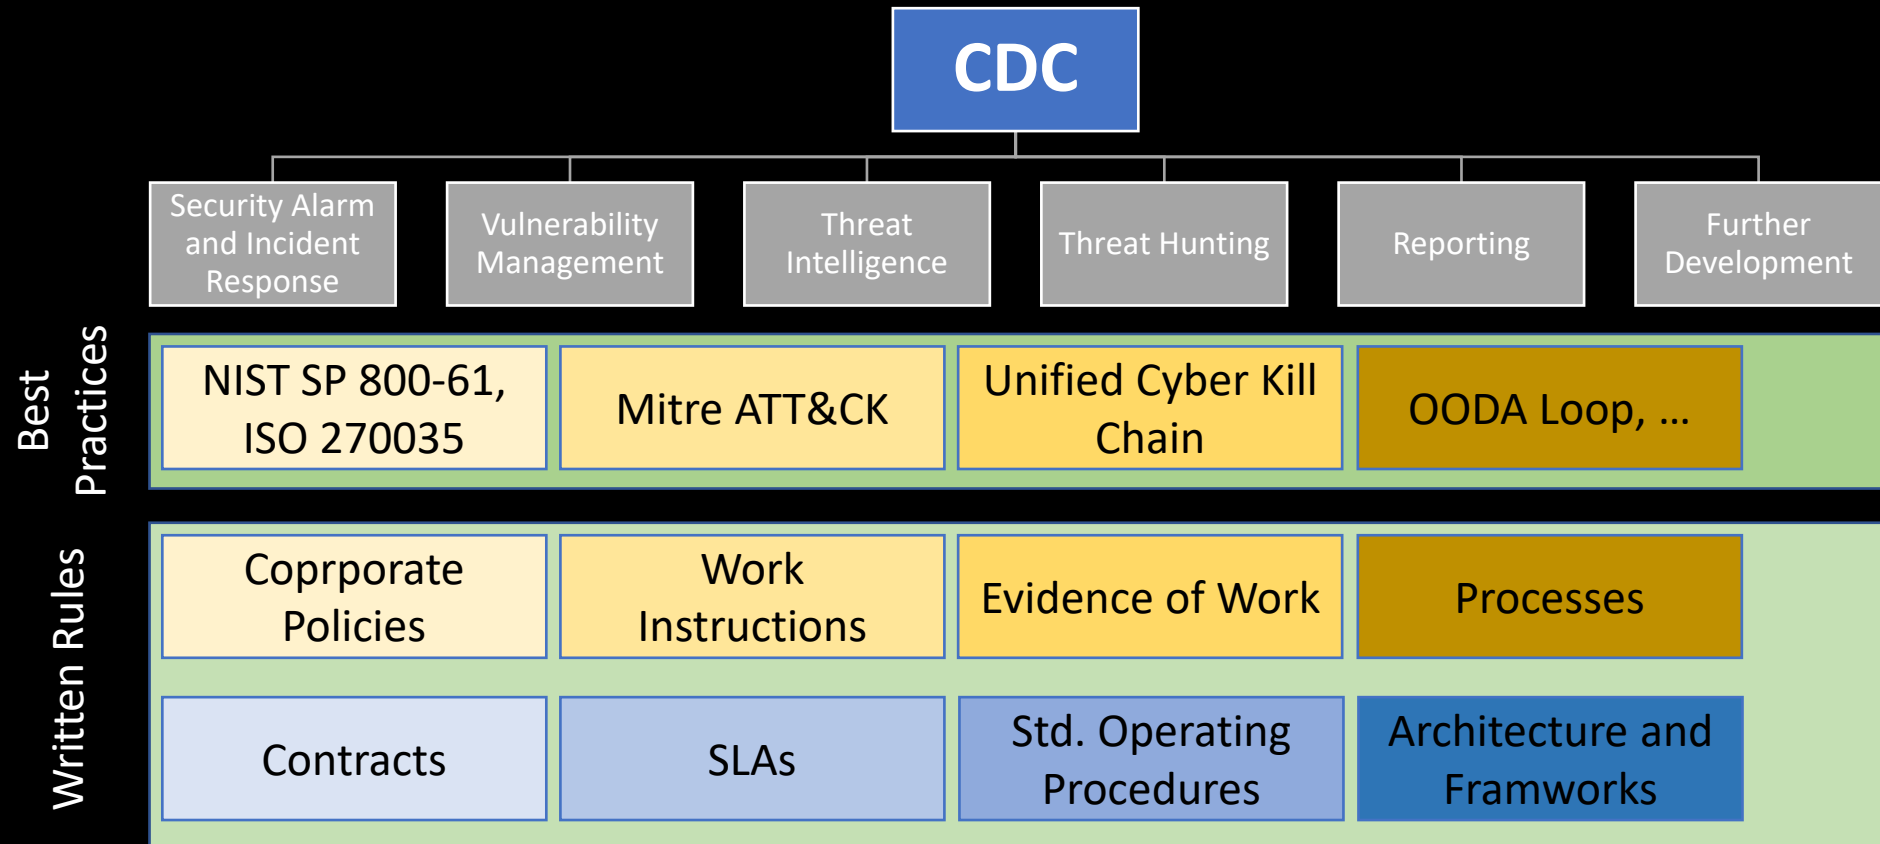 CDC
Security Alarm
and Incident
Response
Vulnerability
Management
Threat
Intelligence
Threat Hunting
Reporting
Further
Development
Best
Practices
NIST SP 800-61,
ISO 270035
Mitre ATT&CK
Unified Cyber Kill
Chain
OODA Loop, ...
Written Rules
Coprporate
Policies
Work
Instructions
Evidence of Work
Processes
Contracts
SLAs
Std. Operating
Procedures
Architecture and
Framworks